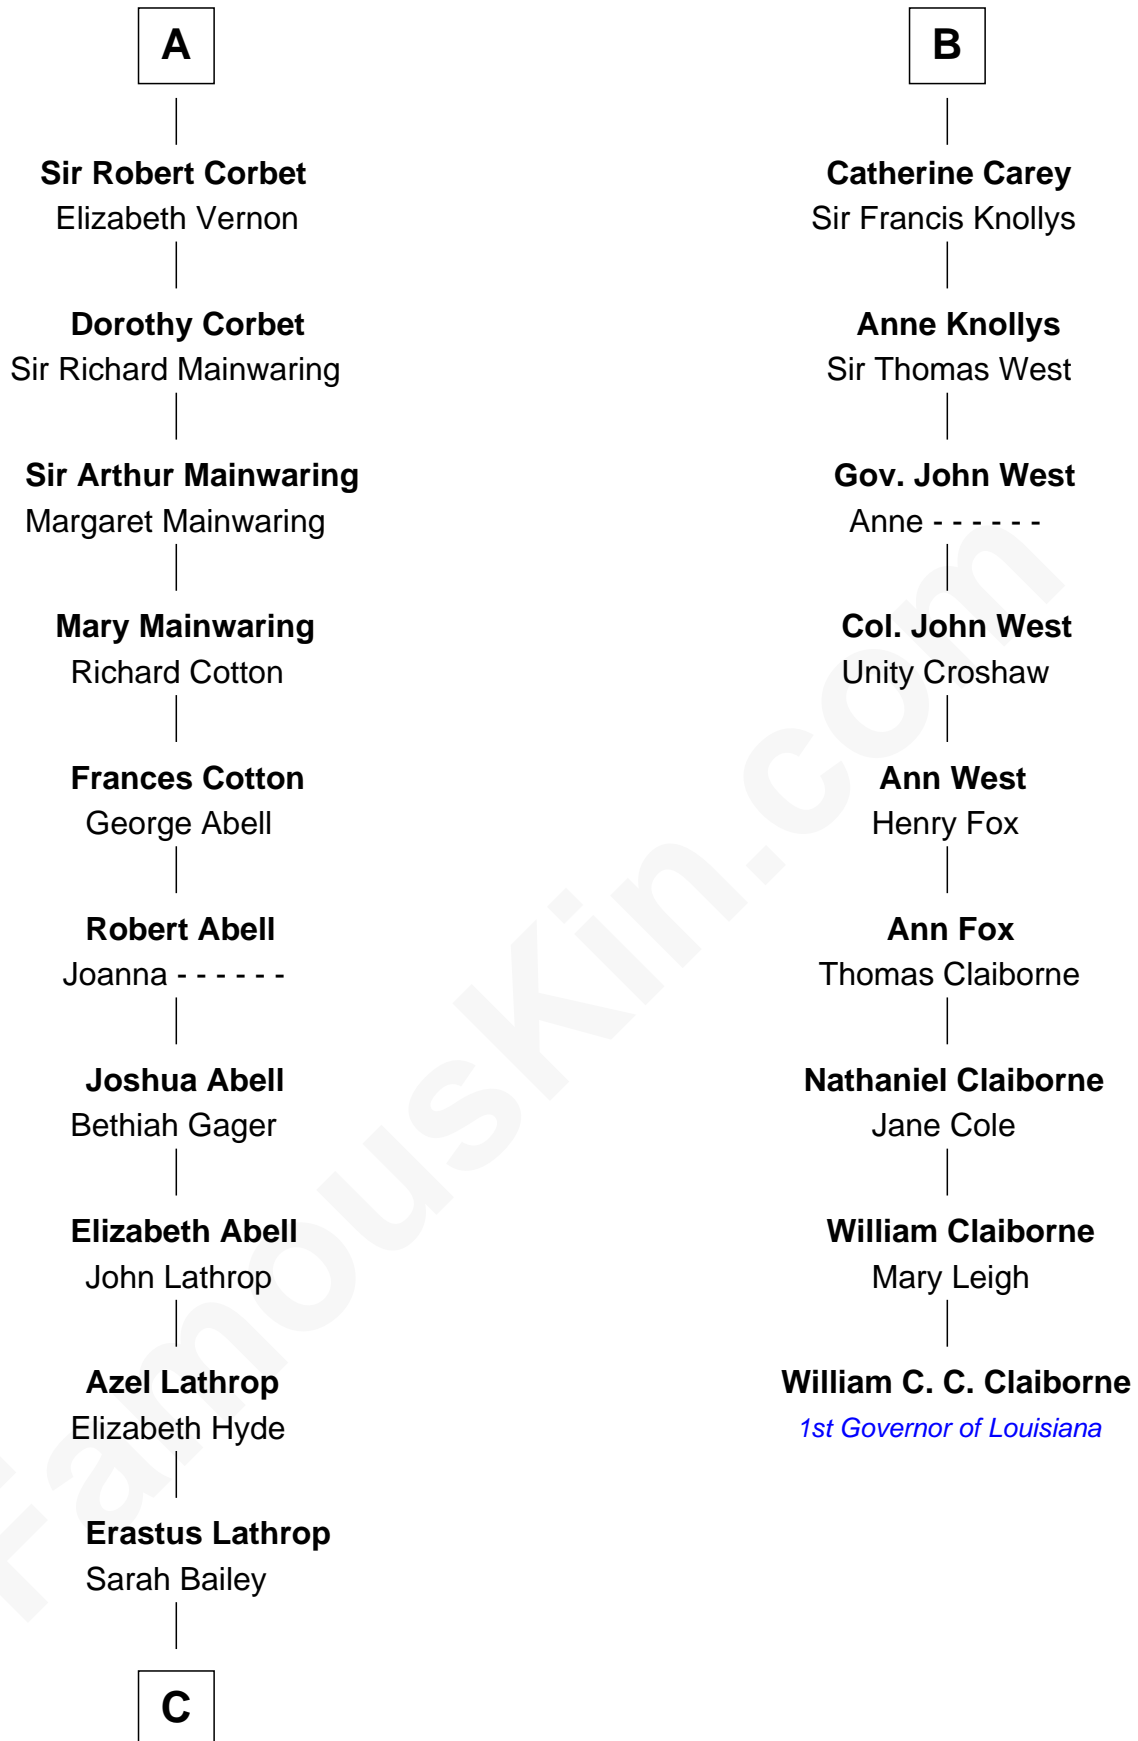 A
Sir Robert Corbet
Elizabeth Vernon
Dorothy Corbet
Sir Richard Mainwaring
Sir Arthur Mainwaring
Margaret Mainwaring
Mary Mainwaring
Richard Cotton
Frances Cotton
George Abell
Robert Abell
Joanna - - - - - -
Joshua Abell
Bethiah Gager
Elizabeth Abell
John Lathrop
Azel Lathrop
Elizabeth Hyde
Erastus Lathrop
Sarah Bailey
C
B
Catherine Carey
Sir Francis Knollys
Anne Knollys
Sir Thomas West
Gov. John West
Anne - - - - - -
Col. John West
Unity Croshaw
Ann West
Henry Fox
Ann Fox
Thomas Claiborne
Nathaniel Claiborne
Jane Cole
William Claiborne
Mary Leigh
William C. C. Claiborne
1st Governor of Louisiana
FamousKin.com